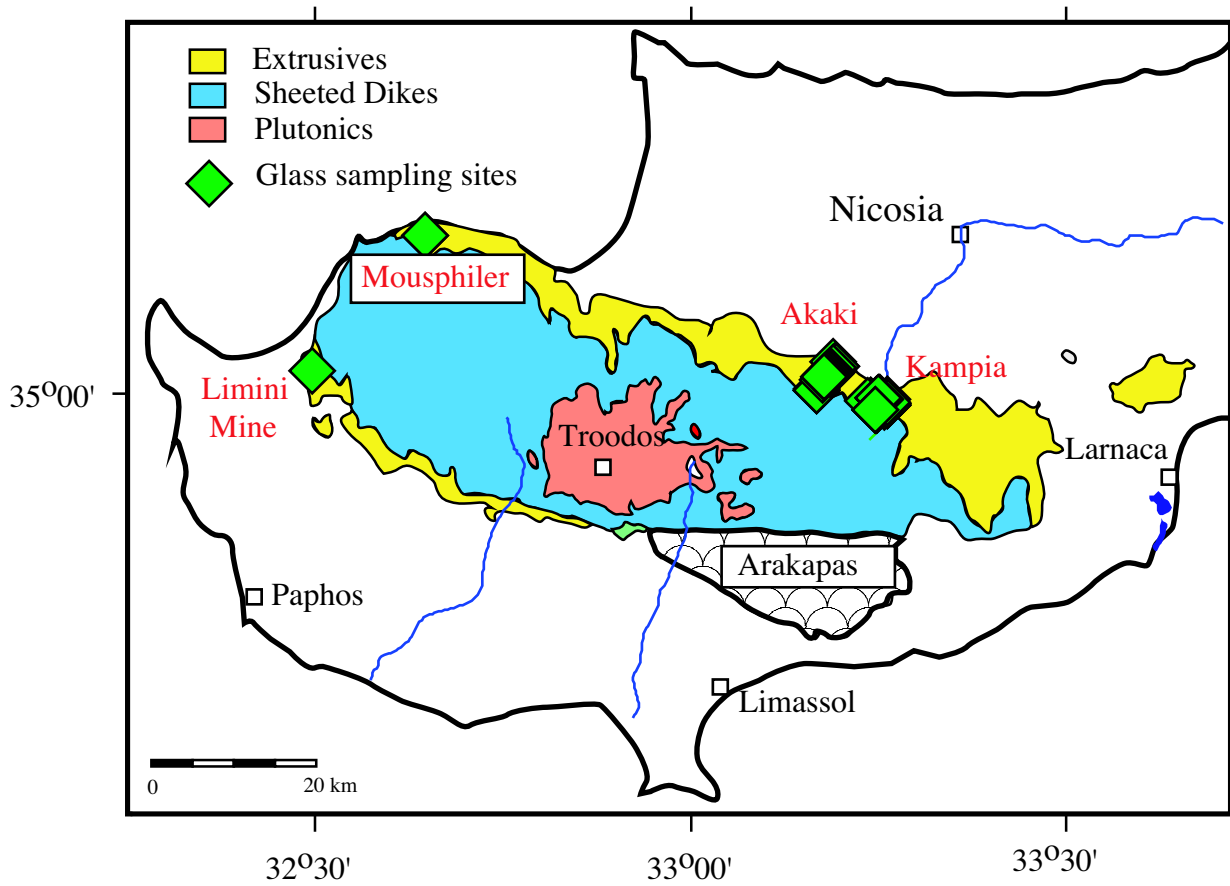 Extrusives
Sheeted Dikes
Plutonics
Glass sampling sites
Nicosia
Mousphiler
Akaki
Kampia
35°00'
Limini
Mine
Troodos
Larnaca
Arakapas
Paphos
Limassol
0 20 km
32°30' 33°00' 33°30'